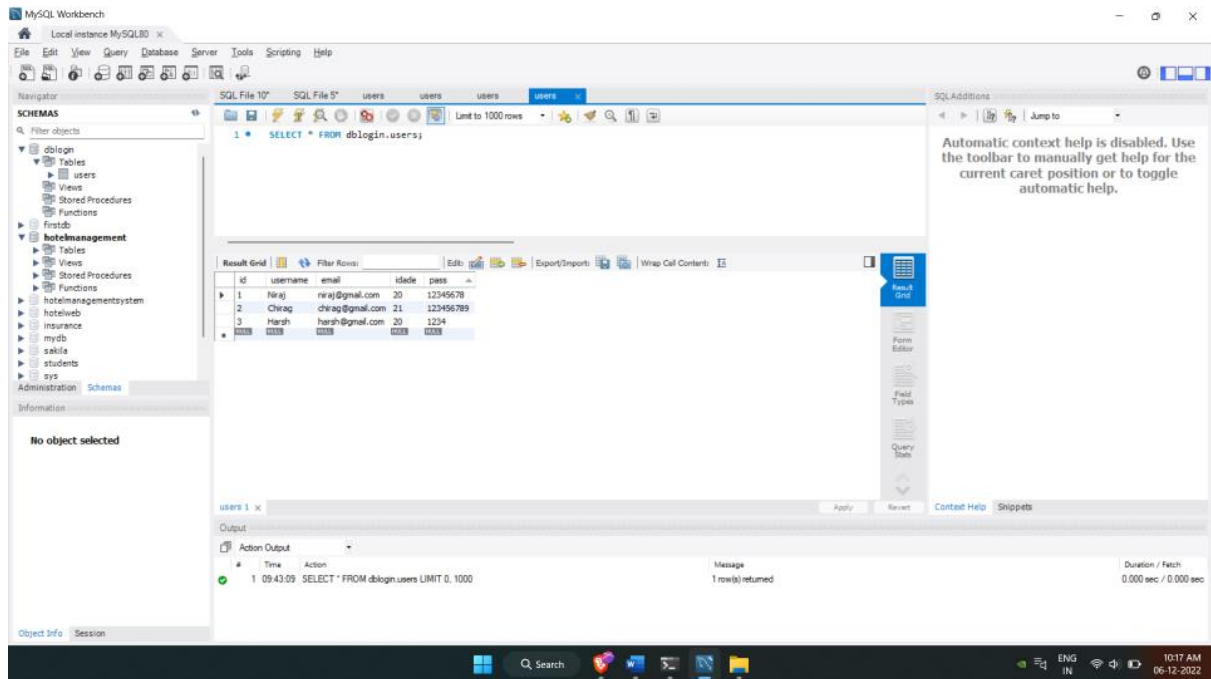 MySQL Workbench
Local instance MySQL80
File Edit View Query Database Server Tools Scripting Help
Navigator
SCHEMAS
Filter objects
dblogin
Tables
users
Views
Stored Procedures
Functions
firstdb
hotelmanagement
Tables
Views
Stored Procedures
Functions
hotelmanagementsystem
hotelweb
insurance
mydb
sakila
students
sys
Administration Schemas
Information
No object selected
Object Info Session
SQL File 10* SQL File 5* users users users users
Limit to 1000 rows
1 SELECT * FROM dblogin.users;
Result Grid Filter Rows: Edit: Export/Import: Wrap Cell Content:
id username email idade pass
1 Niraj niraj@gmail.com 20 12345678
2 Chirag chirag@gmail.com 21 123456789
3 Harsh harsh@gmail.com 20 1234
NULL NULL NULL NULL NULL
Result Grid
Form Editor
Field Types
Query Stats
users 1 Apply Revert
Output
Action Output
# Time Action Message Duration / Fetch
1 09:43:09 SELECT * FROM dblogin.users LIMIT 0, 1000 1 row(s) returned 0.000 sec / 0.000 sec
SQLAdditions
Jump to
Automatic context help is disabled. Use
the toolbar to manually get help for the
current caret position or to toggle
automatic help.
Context Help Snippets
Search
ENG
IN
10:17 AM
06-12-2022